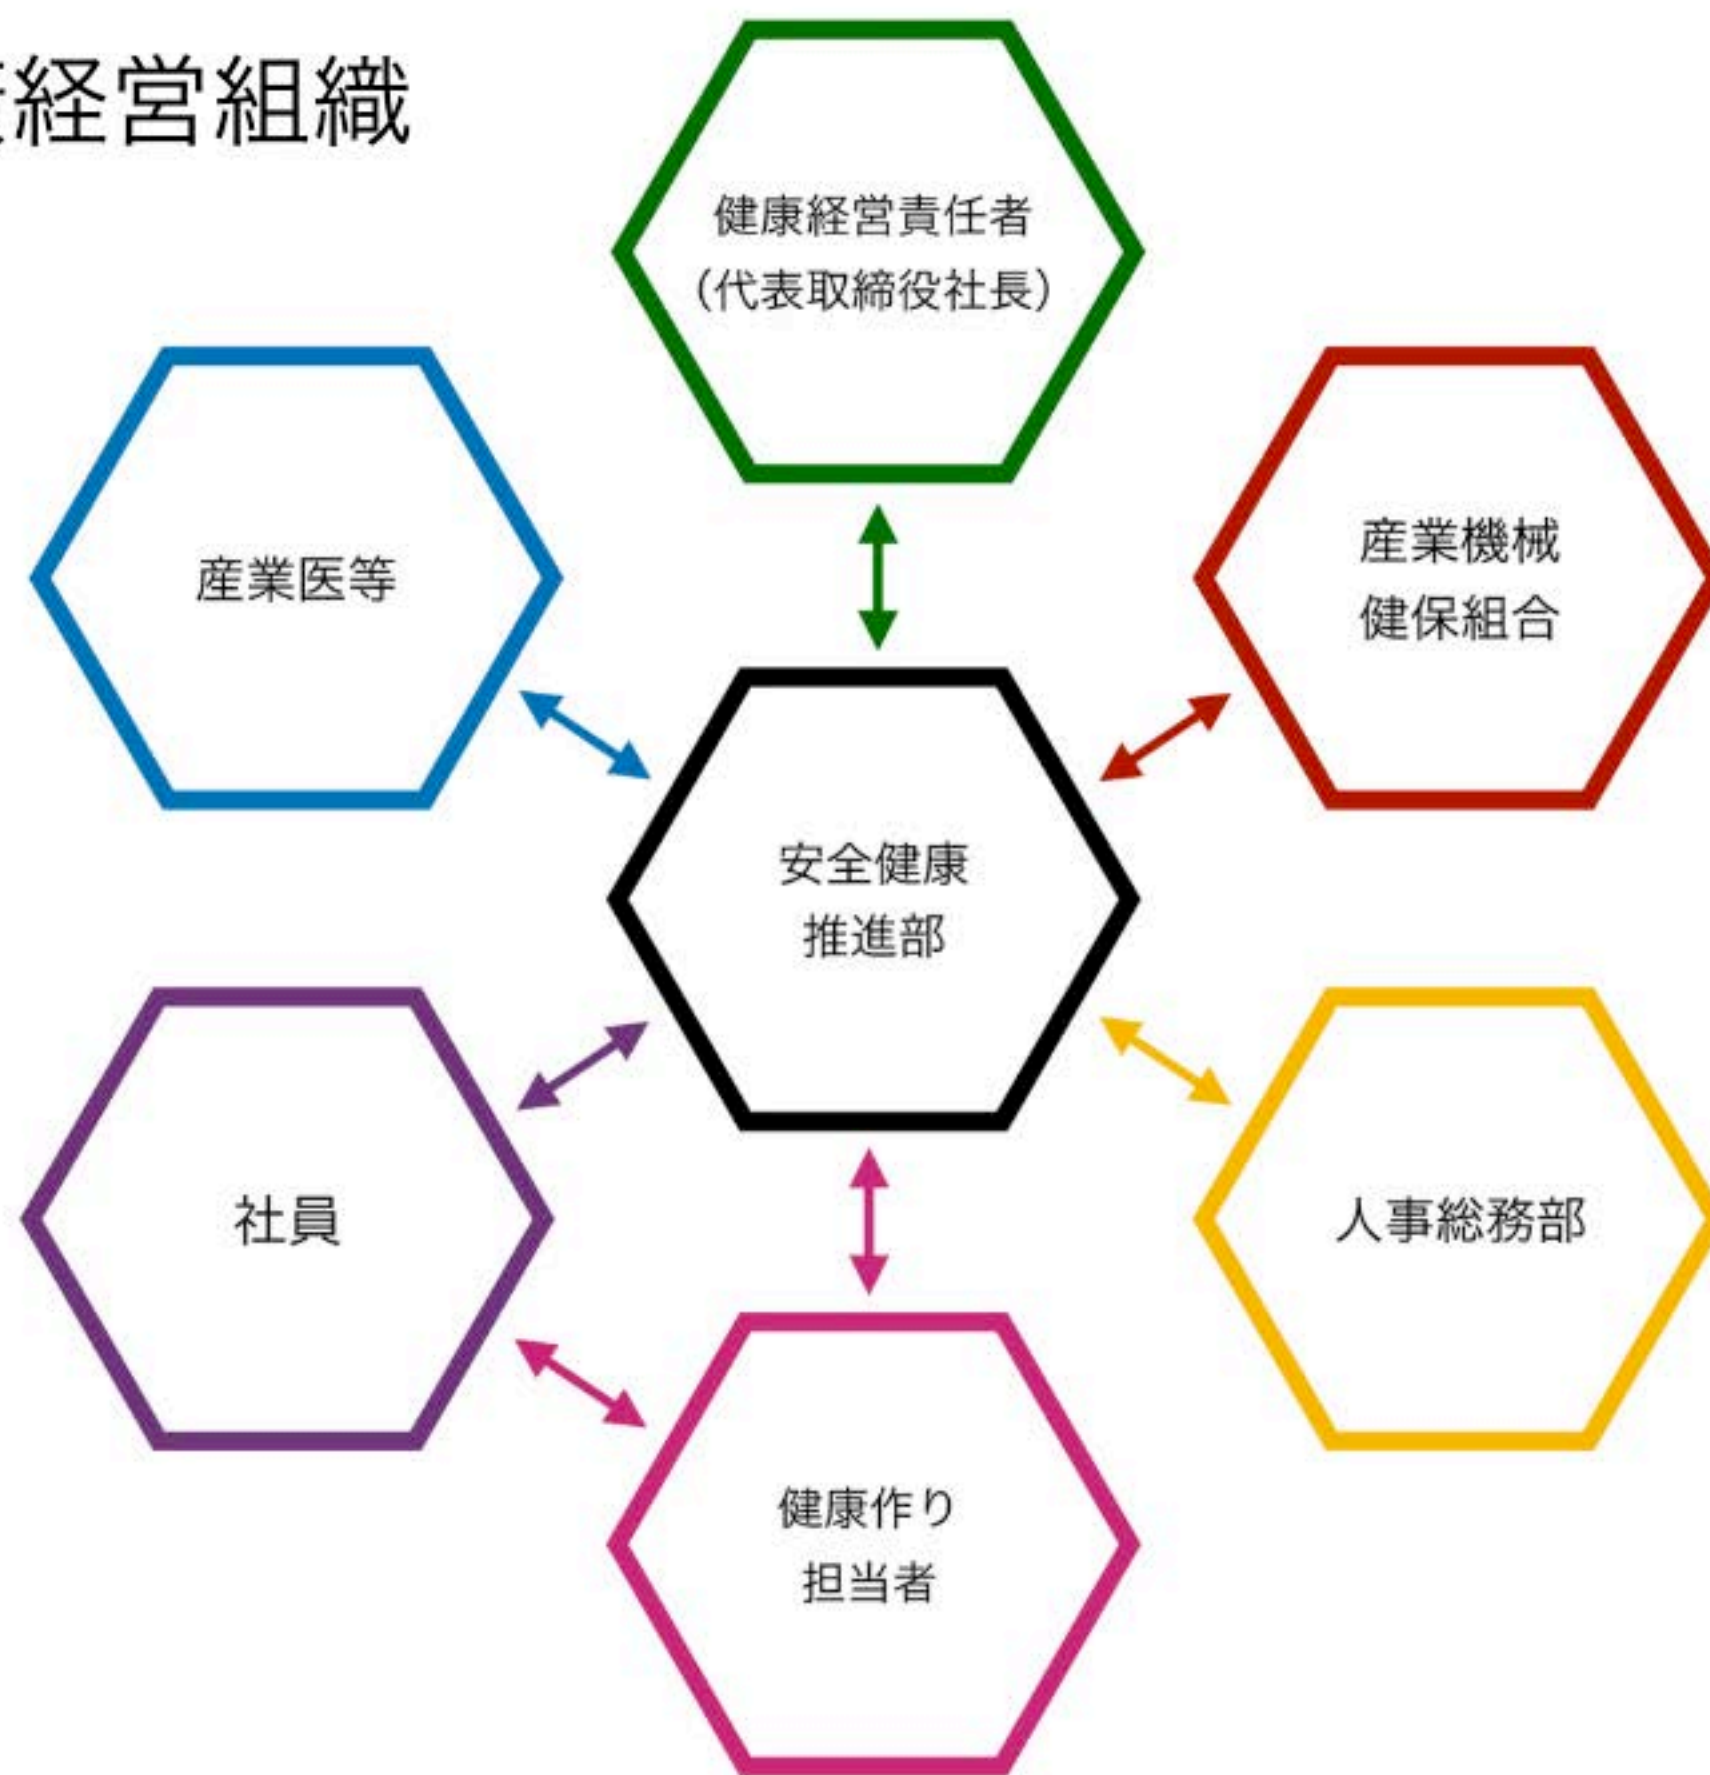 経営組織
健康経営責任者
（代表取締役社長）
産業医等
産業機械
健保組合
安全健康
推進部
社員
人事総務部
健康作り
担当者